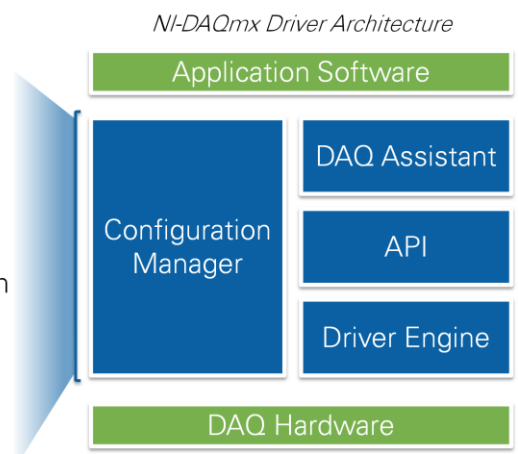 NI-DAQmx Driver Architecture
Application Software
Configuration
Manager
DAQ Assistant
API
Driver Engine
DAQ Hardware